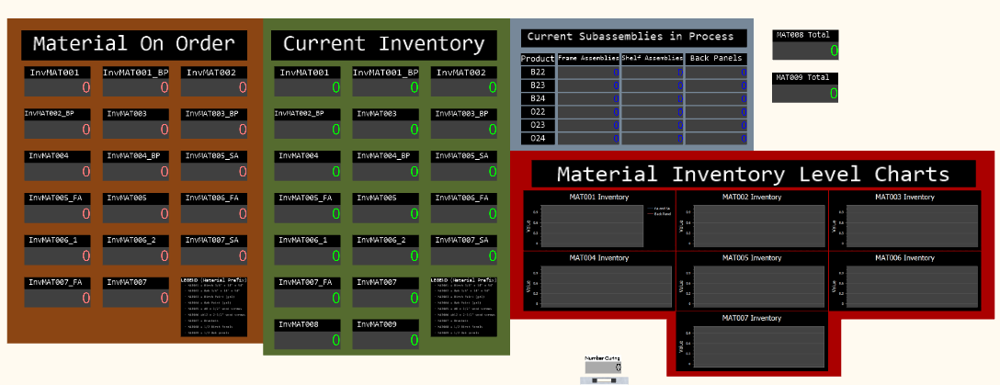 Material On Order
InvMAT001 InvMAT001_BP InvMAT002
0 0 0
InvMAT002_BP InvMAT003 InvMAT003_BP
0 0 0
InvMAT004 InvMAT004_BP InvMAT005_SA
0 0 0
InvMAT005_FA InvMAT005 InvMAT006_FA
0 0 0
InvMAT006_1 InvMAT006_2 InvMAT007_SA
0 0 0
InvMAT007_FA InvMAT007
0 0
LEGEND (Material Prefix)
Current Inventory
InvMAT001 InvMAT001_BP InvMAT002
0 0 0
InvMAT002_BP InvMAT003 InvMAT003_BP
0 0 0
InvMAT004 InvMAT004_BP InvMAT005_SA
0 0 0
InvMAT005_FA InvMAT005 InvMAT006_FA
0 0 0
InvMAT006_1 InvMAT006_2 InvMAT007_SA
0 0 0
InvMAT007_FA InvMAT007
0 0
LEGEND (Material Prefix)
InvMAT008 InvMAT009
0 0
Current Subassemblies in Process
Product Frame Assemblies Shelf Assemblies Back Panels
B22 0 0 0
B23 0 0 0
B24 0 0 0
O22 0 0 0
O23 0 0 0
O24 0 0 0
MAT008 Total
0
MAT009 Total
0
Material Inventory Level Charts
MAT001 Inventory
Value
FA and SA
Back Panel
MAT002 Inventory
Value
MAT003 Inventory
Value
MAT004 Inventory
Value
MAT005 Inventory
Value
MAT006 Inventory
Value
MAT007 Inventory
Value
Number Curing
0